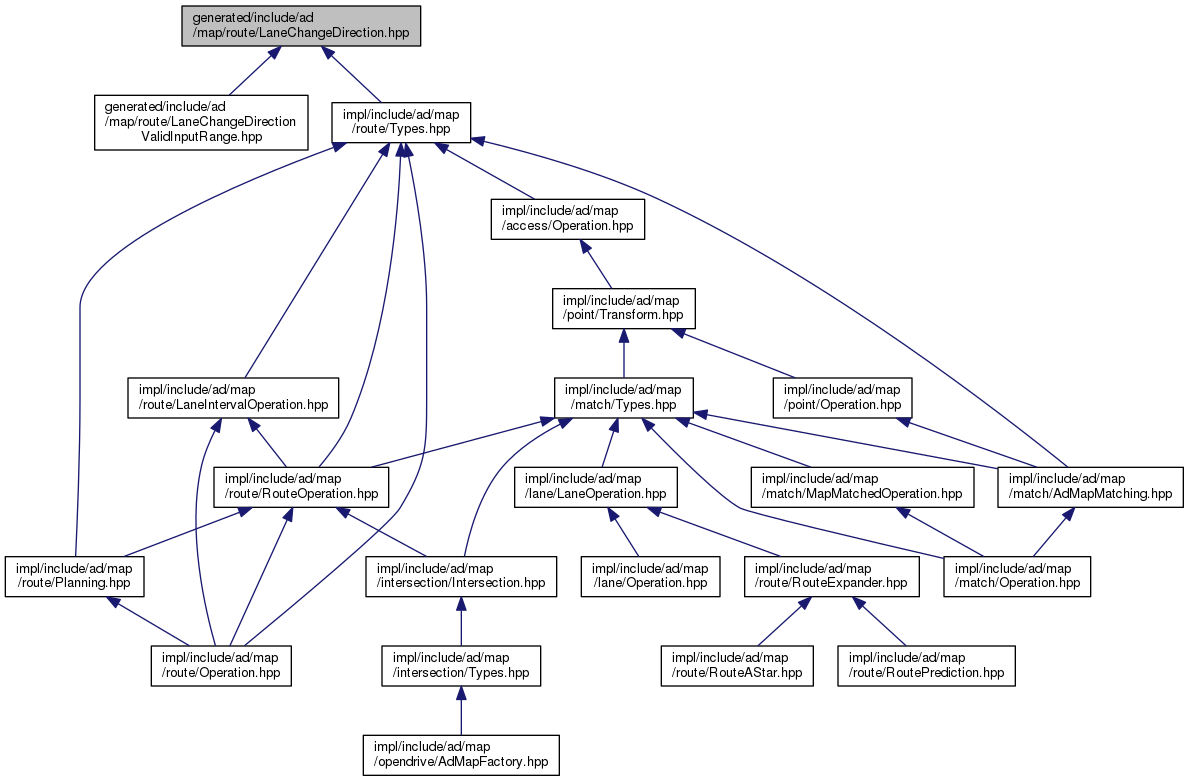 generated/include/ad
/map/route/LaneChangeDirection.hpp
generated/include/ad
/map/route/LaneChangeDirection
ValidInputRange.hpp
impl/include/ad/map
/route/Types.hpp
impl/include/ad/map
/access/Operation.hpp
impl/include/ad/map
/point/Transform.hpp
impl/include/ad/map
/route/LaneIntervalOperation.hpp
impl/include/ad/map
/match/Types.hpp
impl/include/ad/map
/point/Operation.hpp
impl/include/ad/map
/route/RouteOperation.hpp
impl/include/ad/map
/lane/LaneOperation.hpp
impl/include/ad/map
/match/MapMatchedOperation.hpp
impl/include/ad/map
/match/AdMapMatching.hpp
impl/include/ad/map
/route/Planning.hpp
impl/include/ad/map
/intersection/Intersection.hpp
impl/include/ad/map
/lane/Operation.hpp
impl/include/ad/map
/route/RouteExpander.hpp
impl/include/ad/map
/match/Operation.hpp
impl/include/ad/map
/route/Operation.hpp
impl/include/ad/map
/intersection/Types.hpp
impl/include/ad/map
/route/RouteAStar.hpp
impl/include/ad/map
/route/RoutePrediction.hpp
impl/include/ad/map
/opendrive/AdMapFactory.hpp